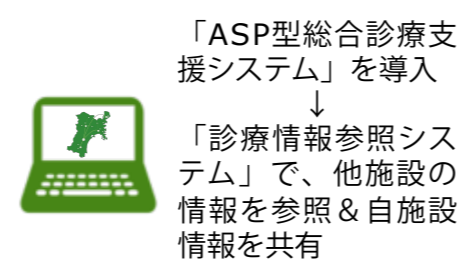 「ASP型総合診療支
援システム」を導入
↓
「診療情報参照シス
テム」で、他施設の
情報を参照＆自施設
情報を共有